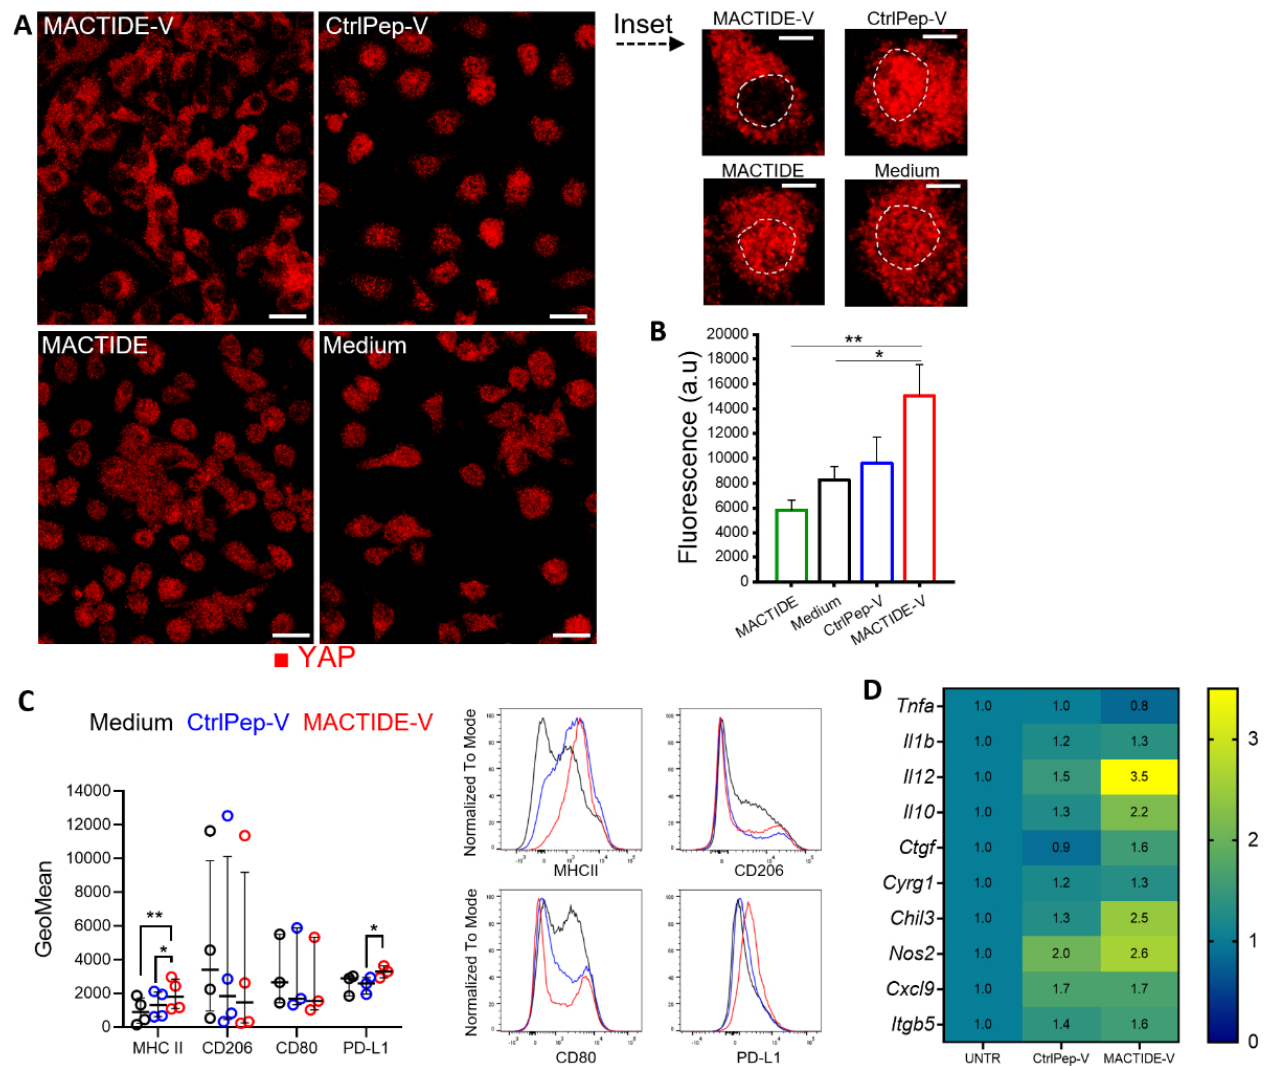 A
MACTIDE-V
CtrlPep-V
MACTIDE
Medium
YAP
Inset
MACTIDE-V
CtrlPep-V
MACTIDE
Medium
B
Fluorescence (a.u)
20000
18000
16000
14000
12000
10000
8000
6000
4000
2000
0
**
*
MACTIDE
Medium
CtrlPep-V
MACTIDE-V
C
Medium CtrlPep-V MACTIDE-V
GeoMean
14000
12000
10000
8000
6000
4000
2000
0
**
*
*
MHC II CD206 CD80 PD-L1
Normalized To Mode
MHCII
CD206
Normalized To Mode
CD80
PD-L1
D
Tnfa 1.0 1.0 0.8
Il1b 1.0 1.2 1.3
Il12 1.0 1.5 3.5
Il10 1.0 1.3 2.2
Ctgf 1.0 0.9 1.6
Cyrg1 1.0 1.2 1.3
Chil3 1.0 1.3 2.5
Nos2 1.0 2.0 2.6
Cxcl9 1.0 1.7 1.7
Itgb5 1.0 1.4 1.6
UNTR CtrlPep-V MACTIDE-V
3
2
1
0